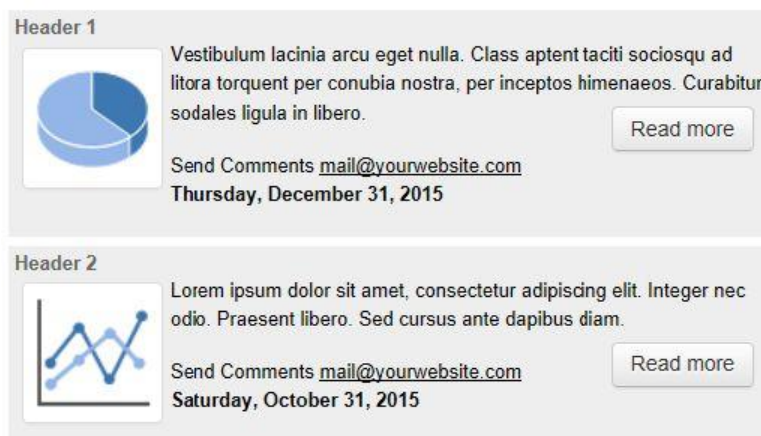 Header 1
Vestibulum lacinia arcu eget nulla. Class aptent taciti sociosqu ad
litora torquent per conubia nostra, per inceptos himenaeos. Curabitur
sodales ligula in libero.
Read more
Send Comments mail@yourwebsite.com
Thursday, December 31, 2015
Header 2
Lorem ipsum dolor sit amet, consectetur adipiscing elit. Integer nec
odio. Praesent libero. Sed cursus ante dapibus diam.
Read more
Send Comments mail@yourwebsite.com
Saturday, October 31, 2015